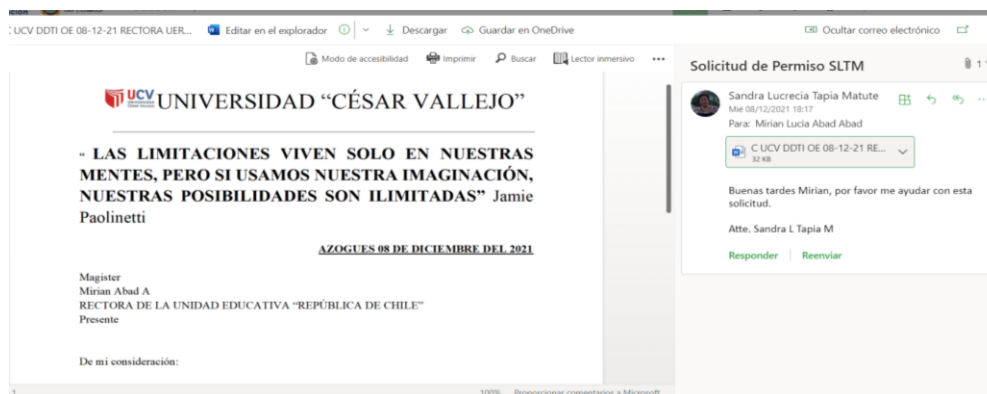 C UCV DDTI OE 08-12-21 RECTORA UER...
Editar en el explorador
Descargar
Guardar en OneDrive
Ocultar correo electrónico
Modo de accesibilidad
Imprimir
Buscar
Lector inmersivo
...
UCV UNIVERSIDAD “CÉSAR VALLEJO”
“ LAS LIMITACIONES VIVEN SOLO EN NUESTRAS
MENTES, PERO SI USAMOS NUESTRA IMAGINACIÓN,
NUESTRAS POSIBILIDADES SON ILIMITADAS” Jamie
Paolinetti
AZOGUES 08 DE DICIEMBRE DEL 2021
Magister
Mirian Abad A
RECTORA DE LA UNIDAD EDUCATIVA “REPÚBLICA DE CHILE”
Presente
De mi consideración:
1
100%
Proporcionar comentarios a Microsoft
Solicitud de Permiso SLTM
Sandra Lucrecia Tapia Matute
Mié 08/12/2021 18:17
Para: Mirian Lucia Abad Abad
C UCV DDTI OE 08-12-21 RE...
32 KB
Buenas tardes Mirian, por favor me ayudar con esta
solicitud.
Atte. Sandra L Tapia M
Responder
Reenviar